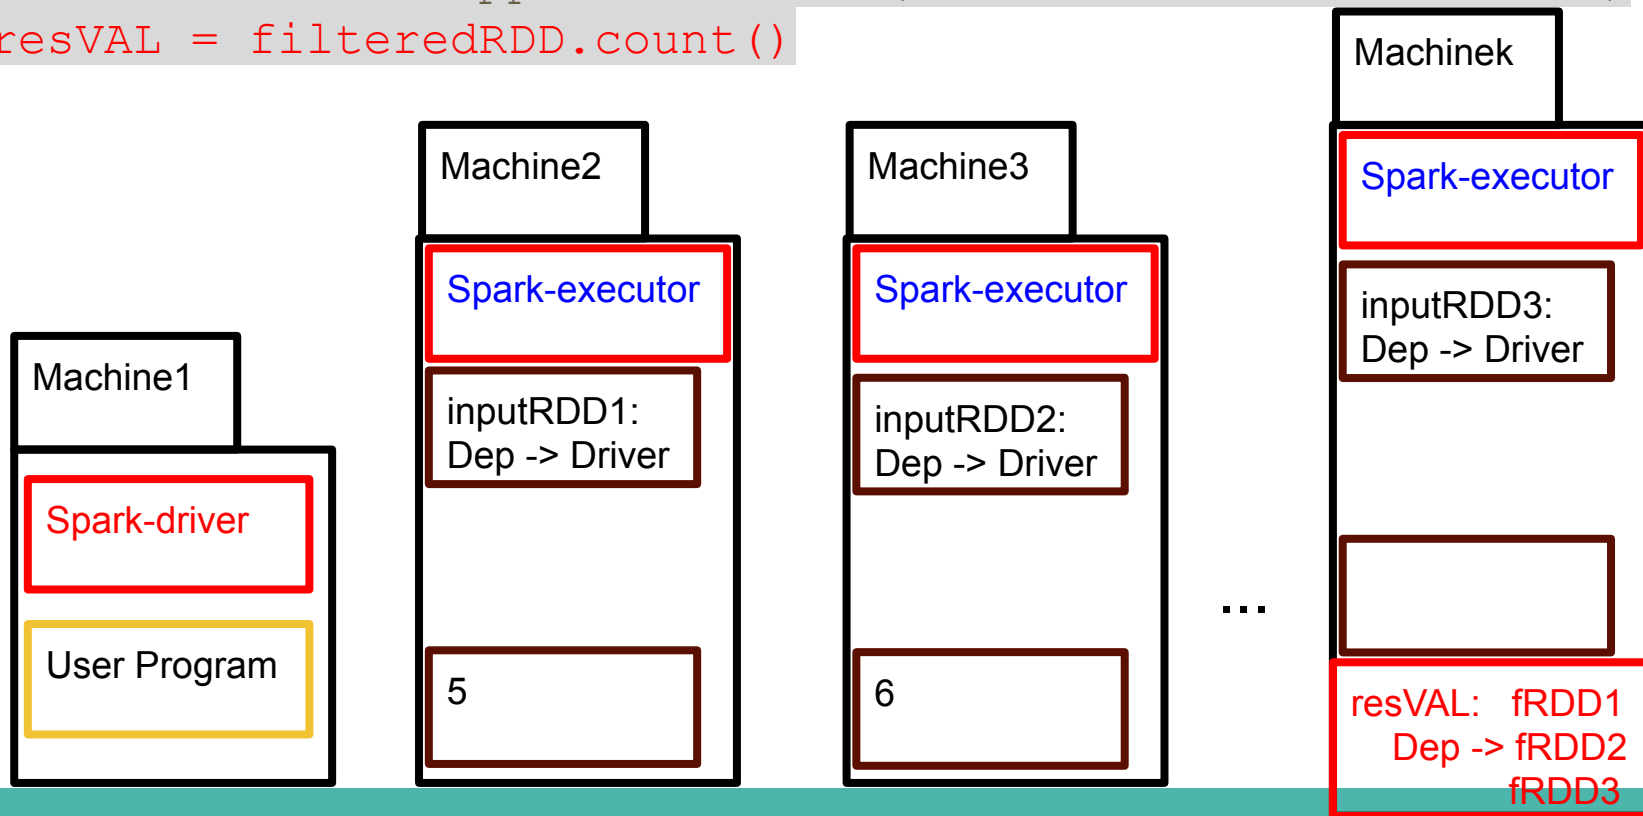 resVAL = filteredRDD.count()
Machinek
Spark-executor
inputRDD3:
Dep -> Driver
resVAL: fRDD1
Dep -> fRDD2
fRDD3
Machine2
Spark-executor
inputRDD1:
Dep -> Driver
5
Machine3
Spark-executor
inputRDD2:
Dep -> Driver
6
...
Machine1
Spark-driver
User Program